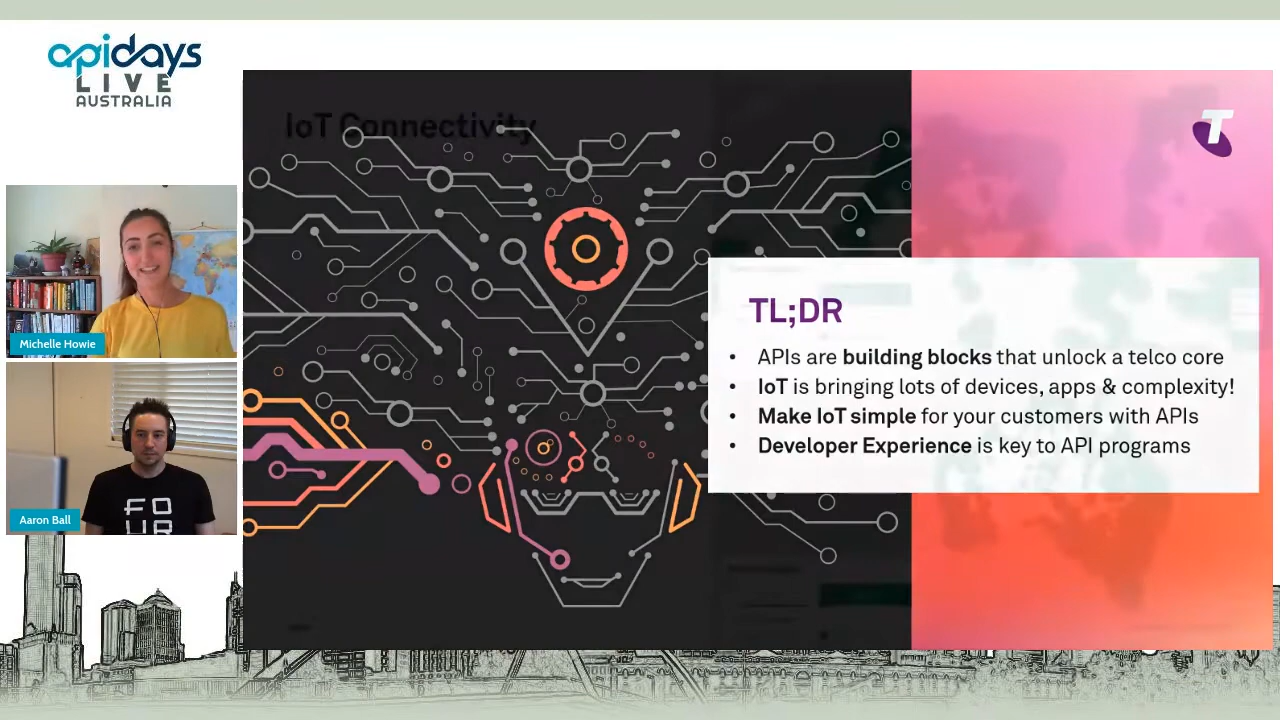 apidays
LIVE
AUSTRALIA
IoT Connectivity
T
Michelle Howie
Aaron Ball
FO
UR
TL;DR
• APIs are building blocks that unlock a telco core
• IoT is bringing lots of devices, apps & complexity!
• Make IoT simple for your customers with APIs
• Developer Experience is key to API programs